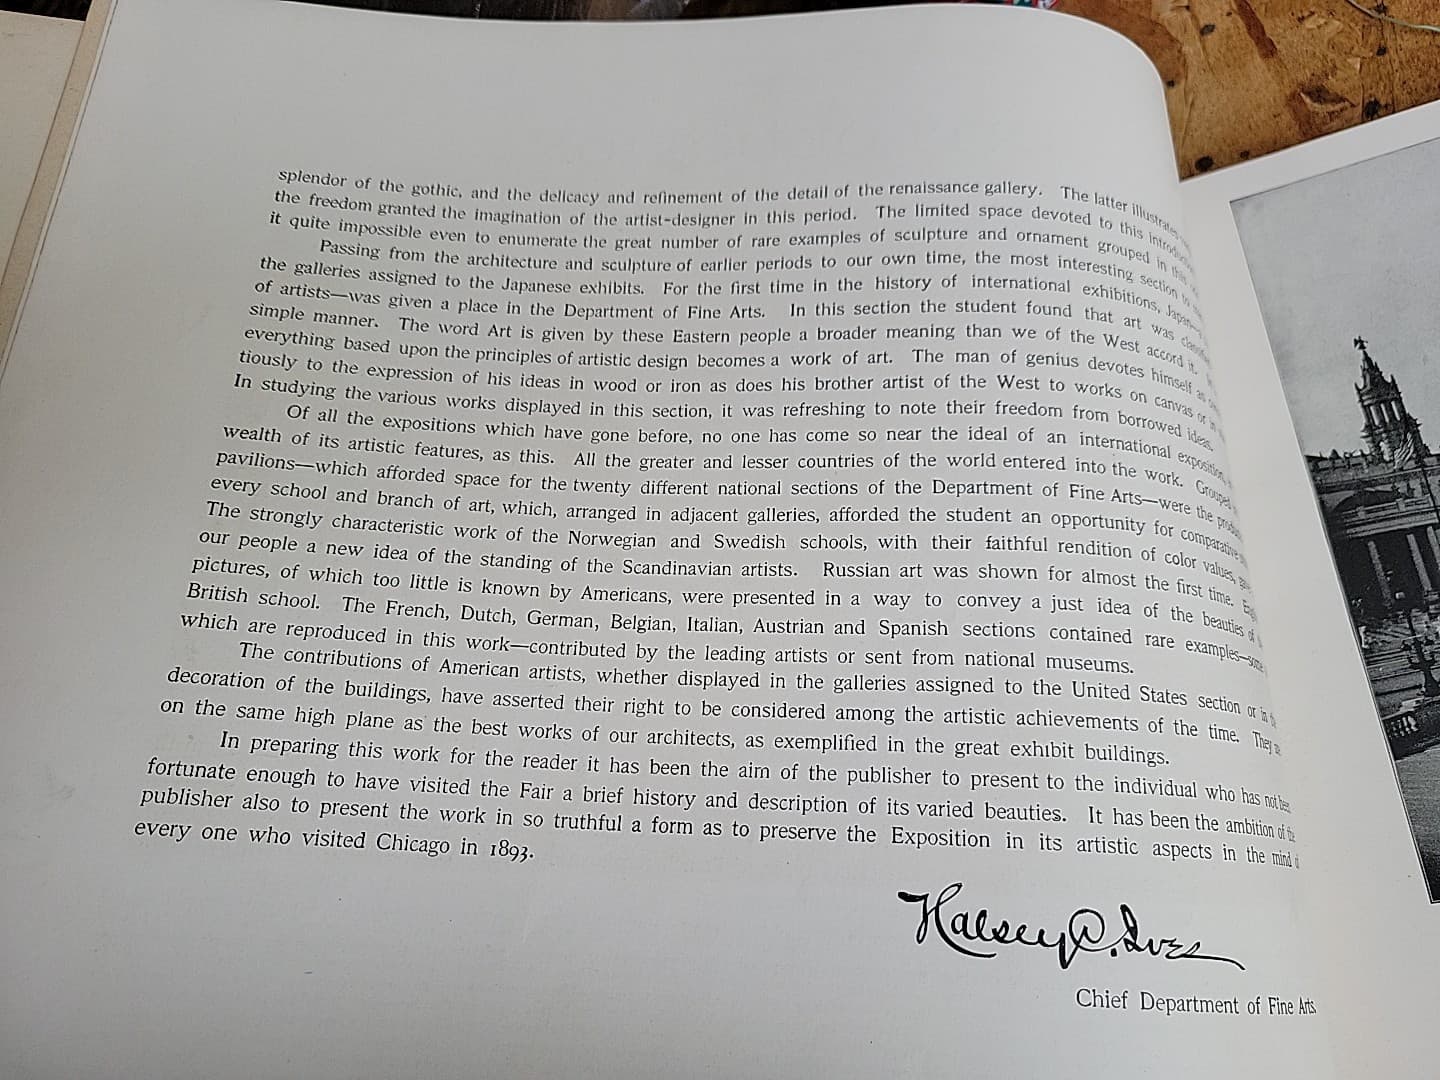 splendor of the gothic, and the delicacy and refinement of the detail of the renaissance gallery. The latter illustrates
the freedom granted the imagination of the artist-designer in this period. The limited space devoted to this
it quite impossible even to enumerate the great number of rare examples of sculpture and ornament grouped in this
Passing from the architecture and sculpture of earlier periods to our own time, the most interesting section
the galleries assigned to the Japanese exhibits. For the first time in the history of international exhibitions, Japan—
of artists—was given a place in the Department of Fine Arts. In this section the student found that art was
simple manner. The word Art is given by these Eastern people a broader meaning than we of the West accord it.
everything based upon the principles of artistic design becomes a work of art. The man of genius devotes himself as
tiously to the expression of his ideas in wood or iron as does his brother artist of the West to works on canvas or in
In studying the various works displayed in this section, it was refreshing to note their freedom from borrowed ideas.
Of all the expositions which have gone before, no one has come so near the ideal of an international exposition,
wealth of its artistic features, as this. All the greater and lesser countries of the world entered into the work. Grouped
pavilions—which afforded space for the twenty different national sections of the Department of Fine Arts—were the
every school and branch of art, which, arranged in adjacent galleries, afforded the student an opportunity for comparative
The strongly characteristic work of the Norwegian and Swedish schools, with their faithful rendition of color values,
our people a new idea of the standing of the Scandinavian artists. Russian art was shown for almost the first time.
pictures, of which too little is known by Americans, were presented in a way to convey a just idea of the beauties of
British school. The French, Dutch, German, Belgian, Italian, Austrian and Spanish sections contained rare examples—some
which are reproduced in this work—contributed by the leading artists or sent from national museums.
The contributions of American artists, whether displayed in the galleries assigned to the United States section or in
decoration of the buildings, have asserted their right to be considered among the artistic achievements of the time. They
on the same high plane as the best works of our architects, as exemplified in the great exhibit buildings.
In preparing this work for the reader it has been the aim of the publisher to present to the individual who has not been
fortunate enough to have visited the Fair a brief history and description of its varied beauties. It has been the ambition of the
publisher also to present the work in so truthful a form as to preserve the Exposition in its artistic aspects in the mind
every one who visited Chicago in 1893.
Halsey C. Ives
Chief Department of Fine Arts